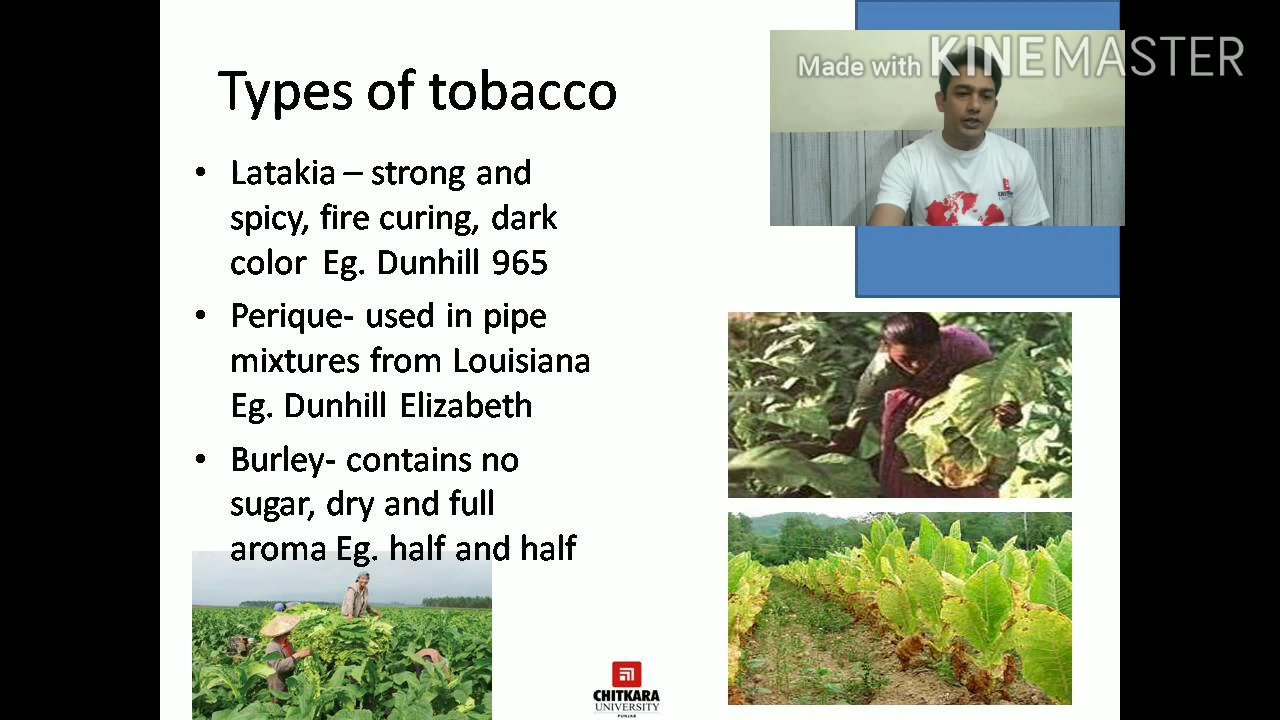 Made with KINEMASTER
Types of tobacco
• Latakia – strong and
spicy, fire curing, dark
color Eg. Dunhill 965
• Perique- used in pipe
mixtures from Louisiana
Eg. Dunhill Elizabeth
• Burley- contains no
sugar, dry and full
aroma Eg. half and half
CHITKARA
UNIVERSITY
PUNJAB